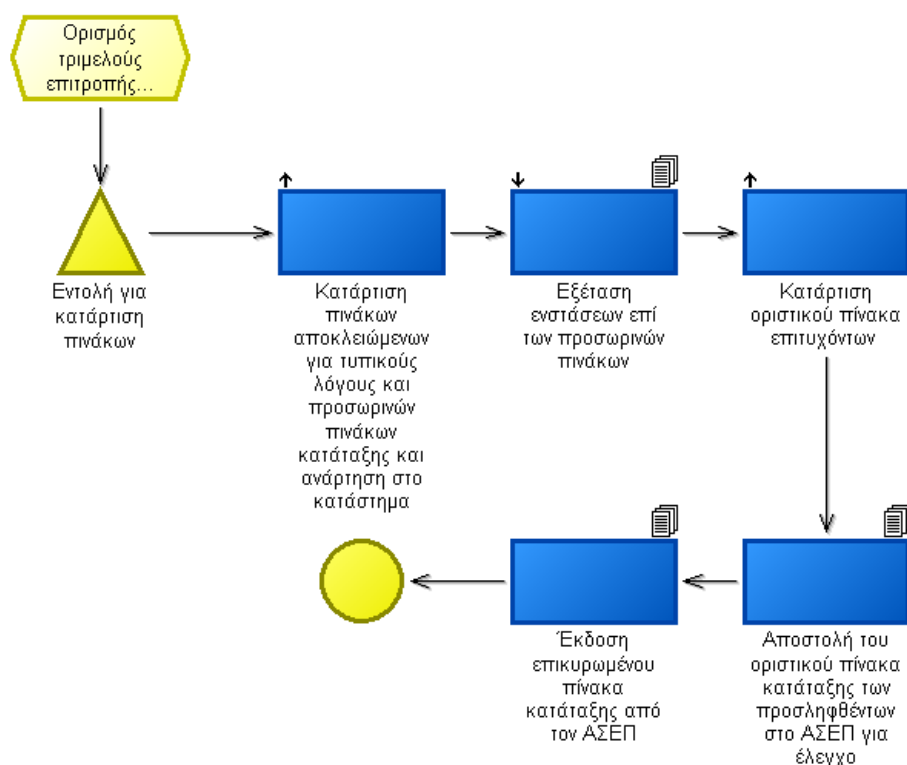 Ορισμός
τριμελούς
επιτροπής...
Εντολή για
κατάρτιση
πινάκων
Κατάρτιση
πινάκων
αποκλειώμενων
για τυπικούς
λόγους και
προσωρινών
πινάκων
κατάταξης και
ανάρτηση στο
κατάστημα
Εξέταση
ενστάσεων επί
των προσωρινών
πινάκων
Κατάρτιση
οριστικού πίνακα
επιτυχόντων
Αποστολή του
οριστικού πίνακα
κατάταξης των
προσληφθέντων
στο ΑΣΕΠ για
έλεγχο
Έκδοση
επικυρωμένου
πίνακα
κατάταξης από
τον ΑΣΕΠ